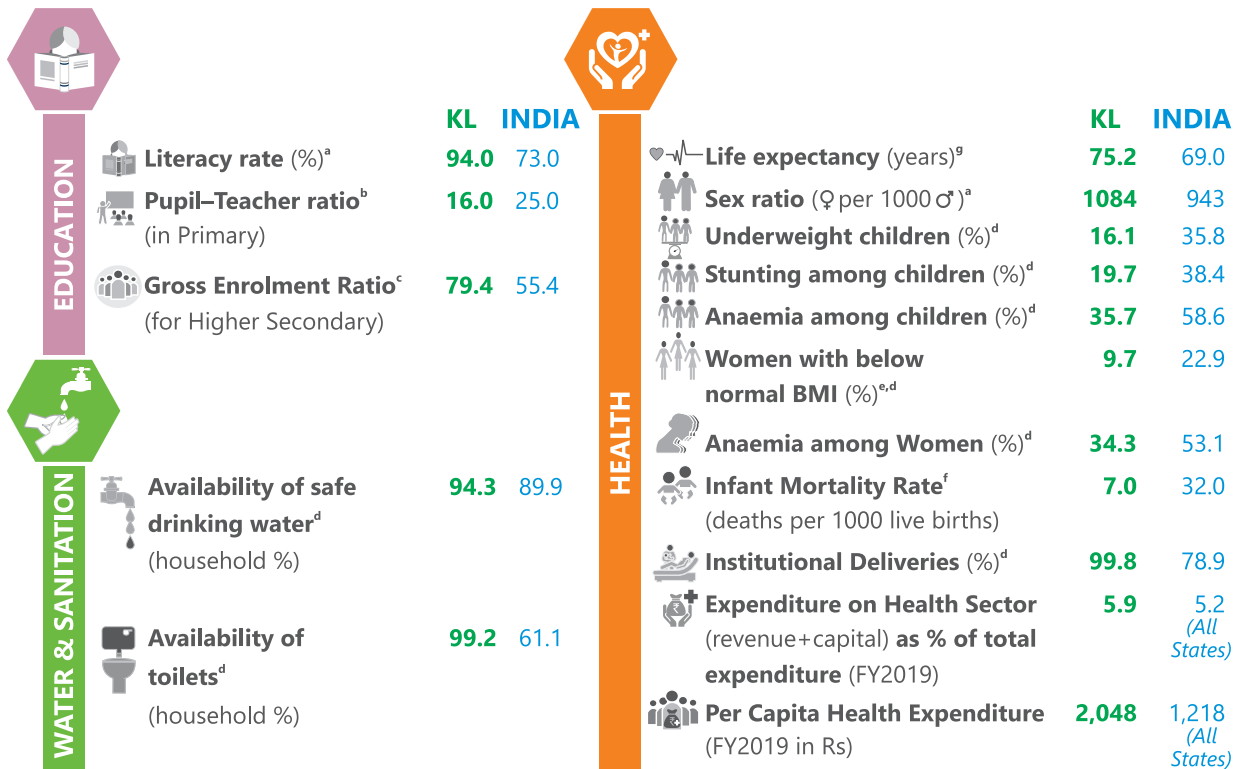 EDUCATION
KL INDIA
Literacy rate (%)ᵃ 94.0 73.0
Pupil–Teacher ratioᵇ 16.0 25.0
(in Primary)
Gross Enrolment Ratioᶜ 79.4 55.4
(for Higher Secondary)
WATER & SANITATION
Availability of safe 94.3 89.9
drinking waterᵈ
(household %)
Availability of 99.2 61.1
toiletsᵈ
(household %)
HEALTH
KL INDIA
Life expectancy (years)ᵍ 75.2 69.0
Sex ratio (♀ per 1000 ♂)ᵃ 1084 943
Underweight children (%)ᵈ 16.1 35.8
Stunting among children (%)ᵈ 19.7 38.4
Anaemia among children (%)ᵈ 35.7 58.6
Women with below 9.7 22.9
normal BMI (%)ᵉ,ᵈ
Anaemia among Women (%)ᵈ 34.3 53.1
Infant Mortality Rateᶠ 7.0 32.0
(deaths per 1000 live births)
Institutional Deliveries (%)ᵈ 99.8 78.9
Expenditure on Health Sector 5.9 5.2
(revenue+capital) as % of total (All
expenditure (FY2019) States)
Per Capita Health Expenditure 2,048 1,218
(FY2019 in Rs) (All
States)